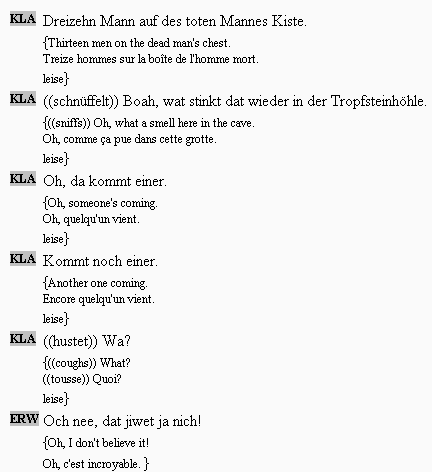 KLA Dreizehn Mann auf des toten Mannes Kiste.
{Thirteen men on the dead man's chest.
Treize hommes sur la boîte de l'homme mort.
leise}
KLA ((schnüffelt)) Boah, wat stinkt dat wieder in der Tropfsteinhöhle.
{((sniffs)) Oh, what a smell here in the cave.
Oh, comme ça pue dans cette grotte.
leise}
KLA Oh, da kommt einer.
{Oh, someone's coming.
Oh, quelqu'un vient.
leise}
KLA Kommt noch einer.
{Another one coming.
Encore quelqu'un vient.
leise}
KLA ((hustet)) Wa?
{((coughs)) What?
((tousse)) Quoi?
leise}
ERW Och nee, dat jiwet ja nich!
{Oh, I don't believe it!
Oh, c'est incroyable. }